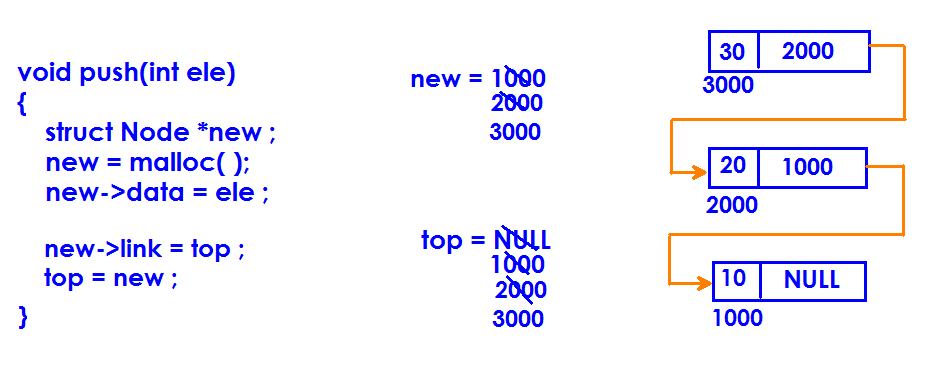 void push(int ele)
{
struct Node *new ;
new = malloc( );
new->data = ele ;
new->link = top ;
top = new ;
}
new = 1000
2000
3000
top = NULL
1000
2000
3000
30 2000
3000
20 1000
2000
10 NULL
1000